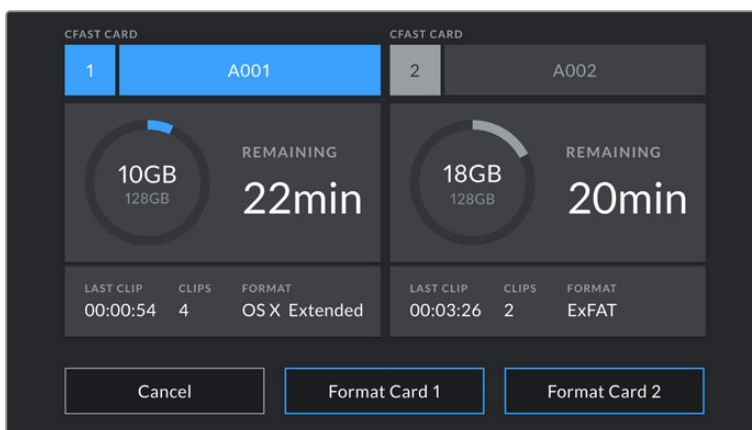 CFAST CARD
1 A001
10GB
128GB
REMAINING
22min
LAST CLIP CLIPS FORMAT
00:00:54 4 OS X Extended
CFAST CARD
2 A002
18GB
128GB
REMAINING
20min
LAST CLIP CLIPS FORMAT
00:03:26 2 ExFAT
Cancel Format Card 1 Format Card 2